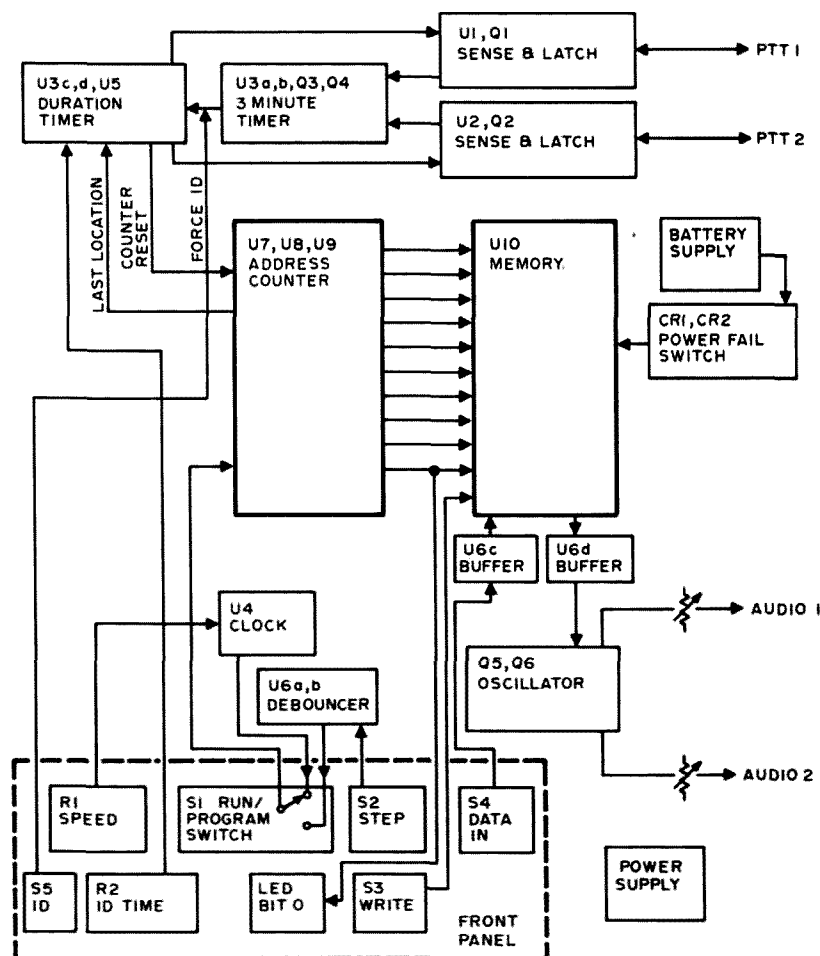 U1, Q1
SENSE & LATCH
PTT 1
U3c, d, U5
DURATION
TIMER
U3a, b, Q3, Q4
3 MINUTE
TIMER
U2, Q2
SENSE & LATCH
PTT 2
LAST LOCATION
COUNTER
RESET
FORCE ID
U7, U8, U9
ADDRESS
COUNTER
U10
MEMORY
BATTERY
SUPPLY
CR1, CR2
POWER FAIL
SWITCH
U6c
BUFFER
U6d
BUFFER
U4
CLOCK
AUDIO 1
Q5, Q6
OSCILLATOR
U6a, b
DEBOUNCER
AUDIO 2
R1
SPEED
S1 RUN/
PROGRAM
SWITCH
S2
STEP
S4
DATA
IN
S5
ID
R2
ID TIME
LED
BIT 0
S3
WRITE
FRONT
PANEL
POWER
SUPPLY